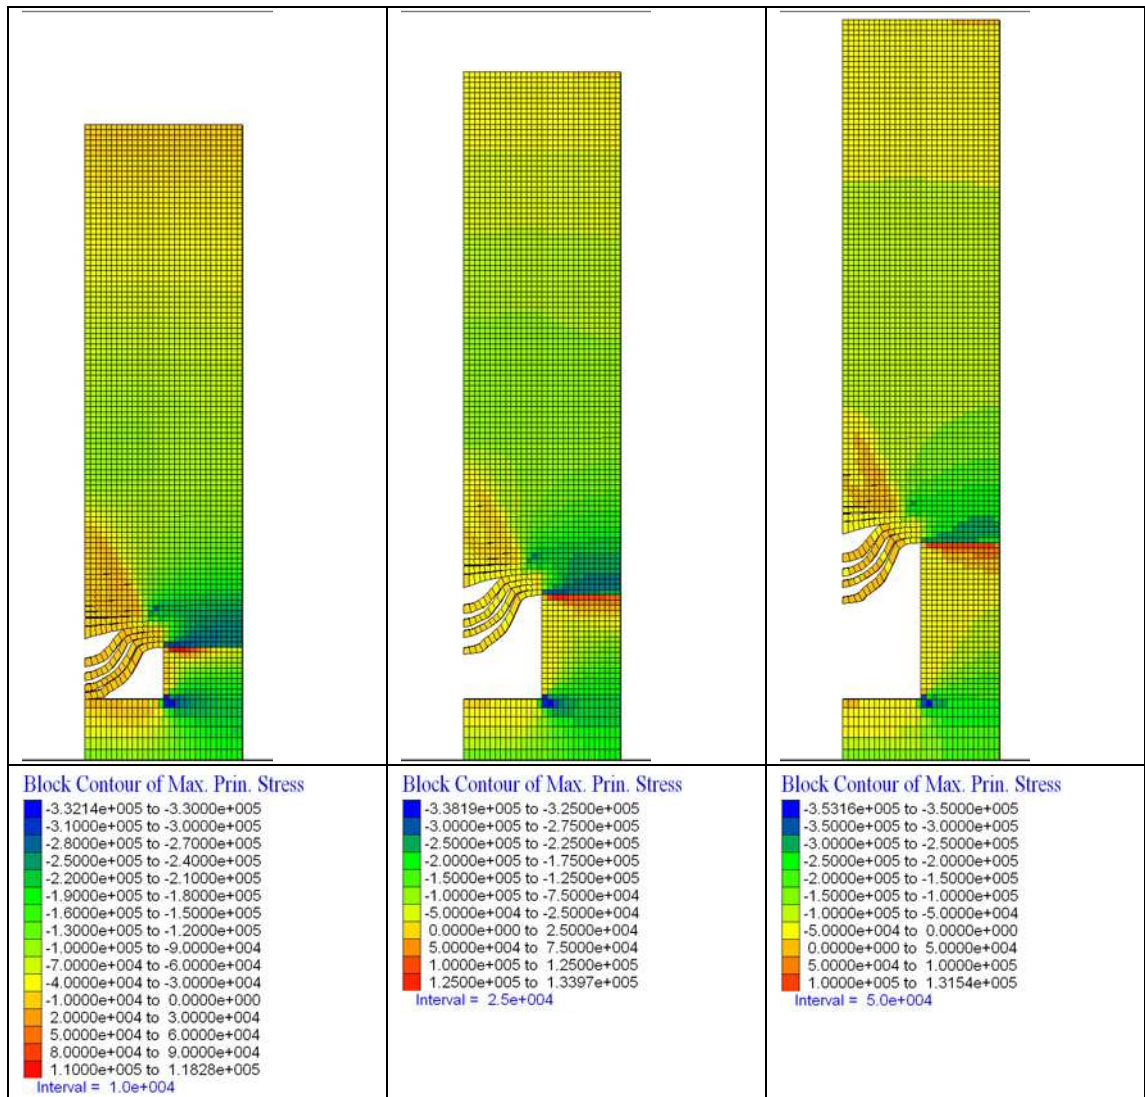 Block Contour of Max. Prin. Stress
-3.3214e+005 to -3.3000e+005
-3.1000e+005 to -3.0000e+005
-2.8000e+005 to -2.7000e+005
-2.5000e+005 to -2.4000e+005
-2.2000e+005 to -2.1000e+005
-1.9000e+005 to -1.8000e+005
-1.6000e+005 to -1.5000e+005
-1.3000e+005 to -1.2000e+005
-1.0000e+005 to -9.0000e+004
-7.0000e+004 to -6.0000e+004
-4.0000e+004 to -3.0000e+004
-1.0000e+004 to 0.0000e+000
2.0000e+004 to 3.0000e+004
5.0000e+004 to 6.0000e+004
8.0000e+004 to 9.0000e+004
1.1000e+005 to 1.1828e+005
Interval = 1.0e+004
Block Contour of Max. Prin. Stress
-3.3819e+005 to -3.2500e+005
-3.0000e+005 to -2.7500e+005
-2.5000e+005 to -2.2500e+005
-2.0000e+005 to -1.7500e+005
-1.5000e+005 to -1.2500e+005
-1.0000e+005 to -7.5000e+004
-5.0000e+004 to -2.5000e+004
0.0000e+000 to 2.5000e+004
5.0000e+004 to 7.5000e+004
1.0000e+005 to 1.2500e+005
1.2500e+005 to 1.3397e+005
Interval = 2.5e+004
Block Contour of Max. Prin. Stress
-3.5316e+005 to -3.5000e+005
-3.5000e+005 to -3.0000e+005
-3.0000e+005 to -2.5000e+005
-2.5000e+005 to -2.0000e+005
-2.0000e+005 to -1.5000e+005
-1.5000e+005 to -1.0000e+005
-1.0000e+005 to -5.0000e+004
-5.0000e+004 to 0.0000e+000
0.0000e+000 to 5.0000e+004
5.0000e+004 to 1.0000e+005
1.0000e+005 to 1.3154e+005
Interval = 5.0e+004